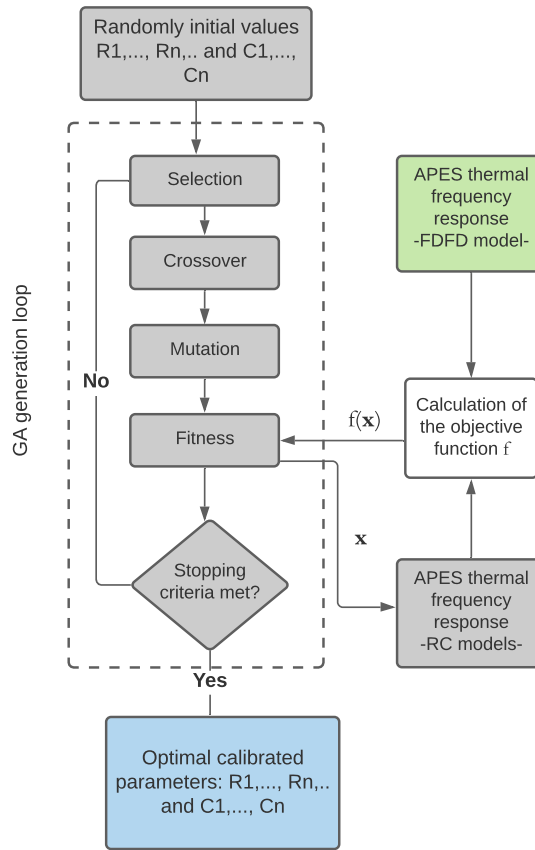 Randomly initial values
R1,..., Rn,.. and C1,...,
Cn
GA generation loop
Selection
Crossover
Mutation
Fitness
No
Stopping
criteria met?
Yes
Optimal calibrated
parameters: R1,..., Rn,..
and C1,..., Cn
APES thermal
frequency
response
-FDFD model-
f(x)
Calculation of
the objective
function f
x
APES thermal
frequency
response
-RC models-